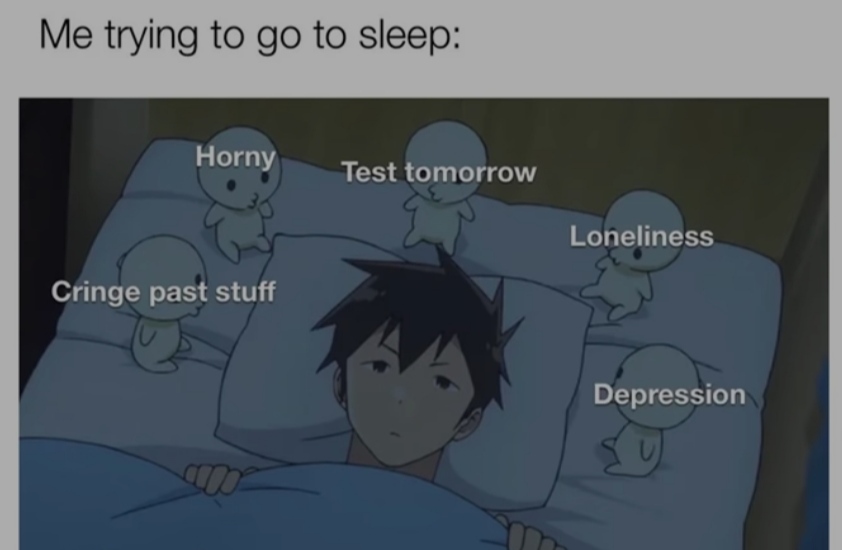 Me trying to go to sleep:
Horny
Test tomorrow
Loneliness
Cringe past stuff
Depression